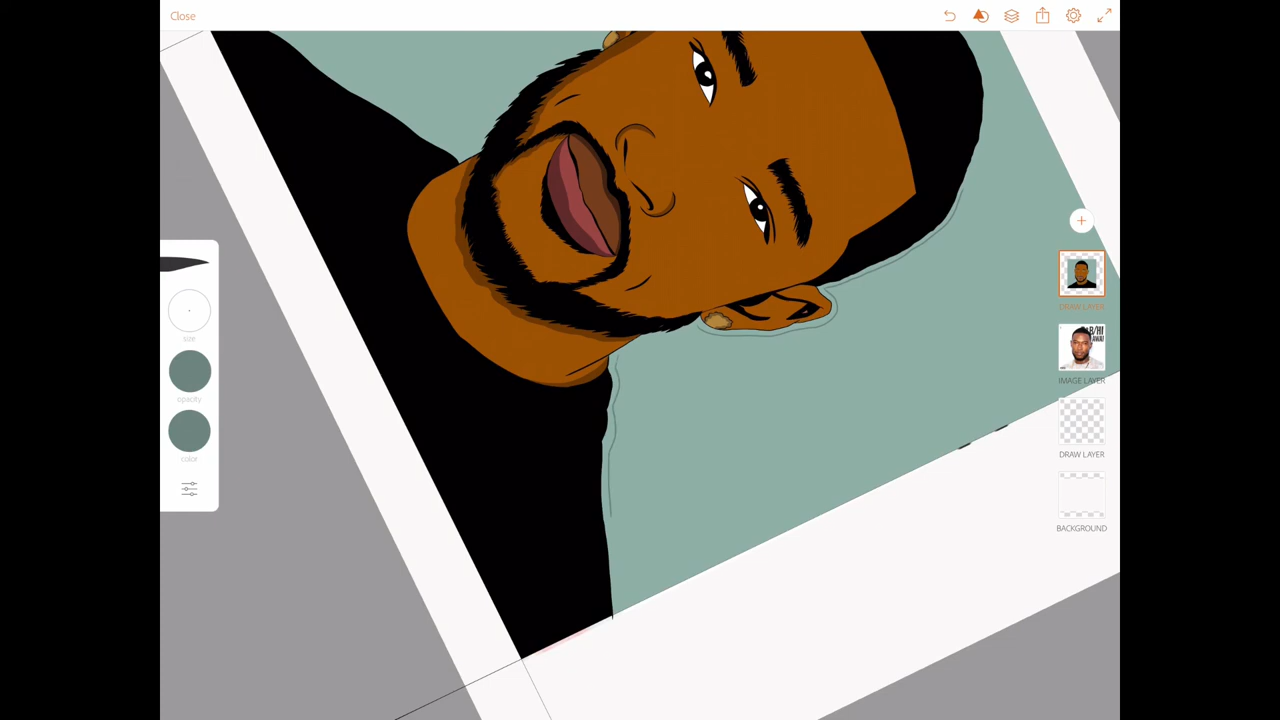 Close
size
opacity
color
DRAW LAYER
IMAGE LAYER
DRAW LAYER
BACKGROUND